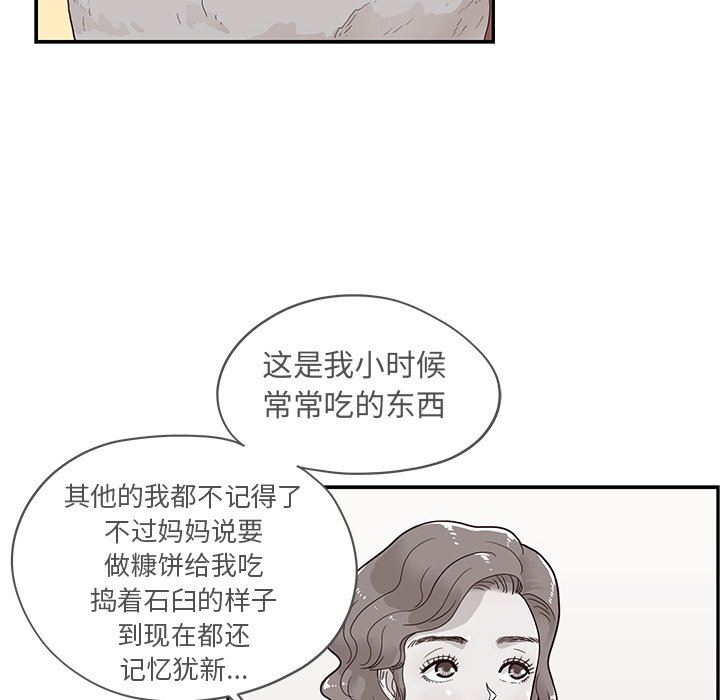 这是我小时候
常常吃的东西
其他的我都不记得了
不过妈妈说要
做糠饼给我吃
捣着石臼的样子
到现在都还
记忆犹新...